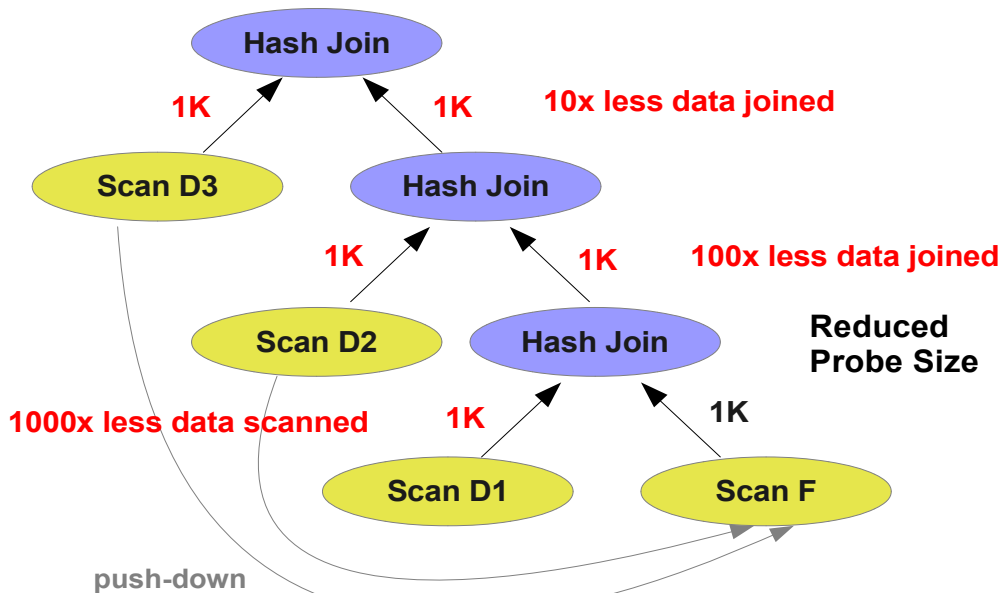 Hash Join
1K
1K
10x less data joined
Scan D3
Hash Join
1K
1K
100x less data joined
Scan D2
Hash Join
Reduced
Probe Size
1000x less data scanned
1K
1K
Scan D1
Scan F
push-down